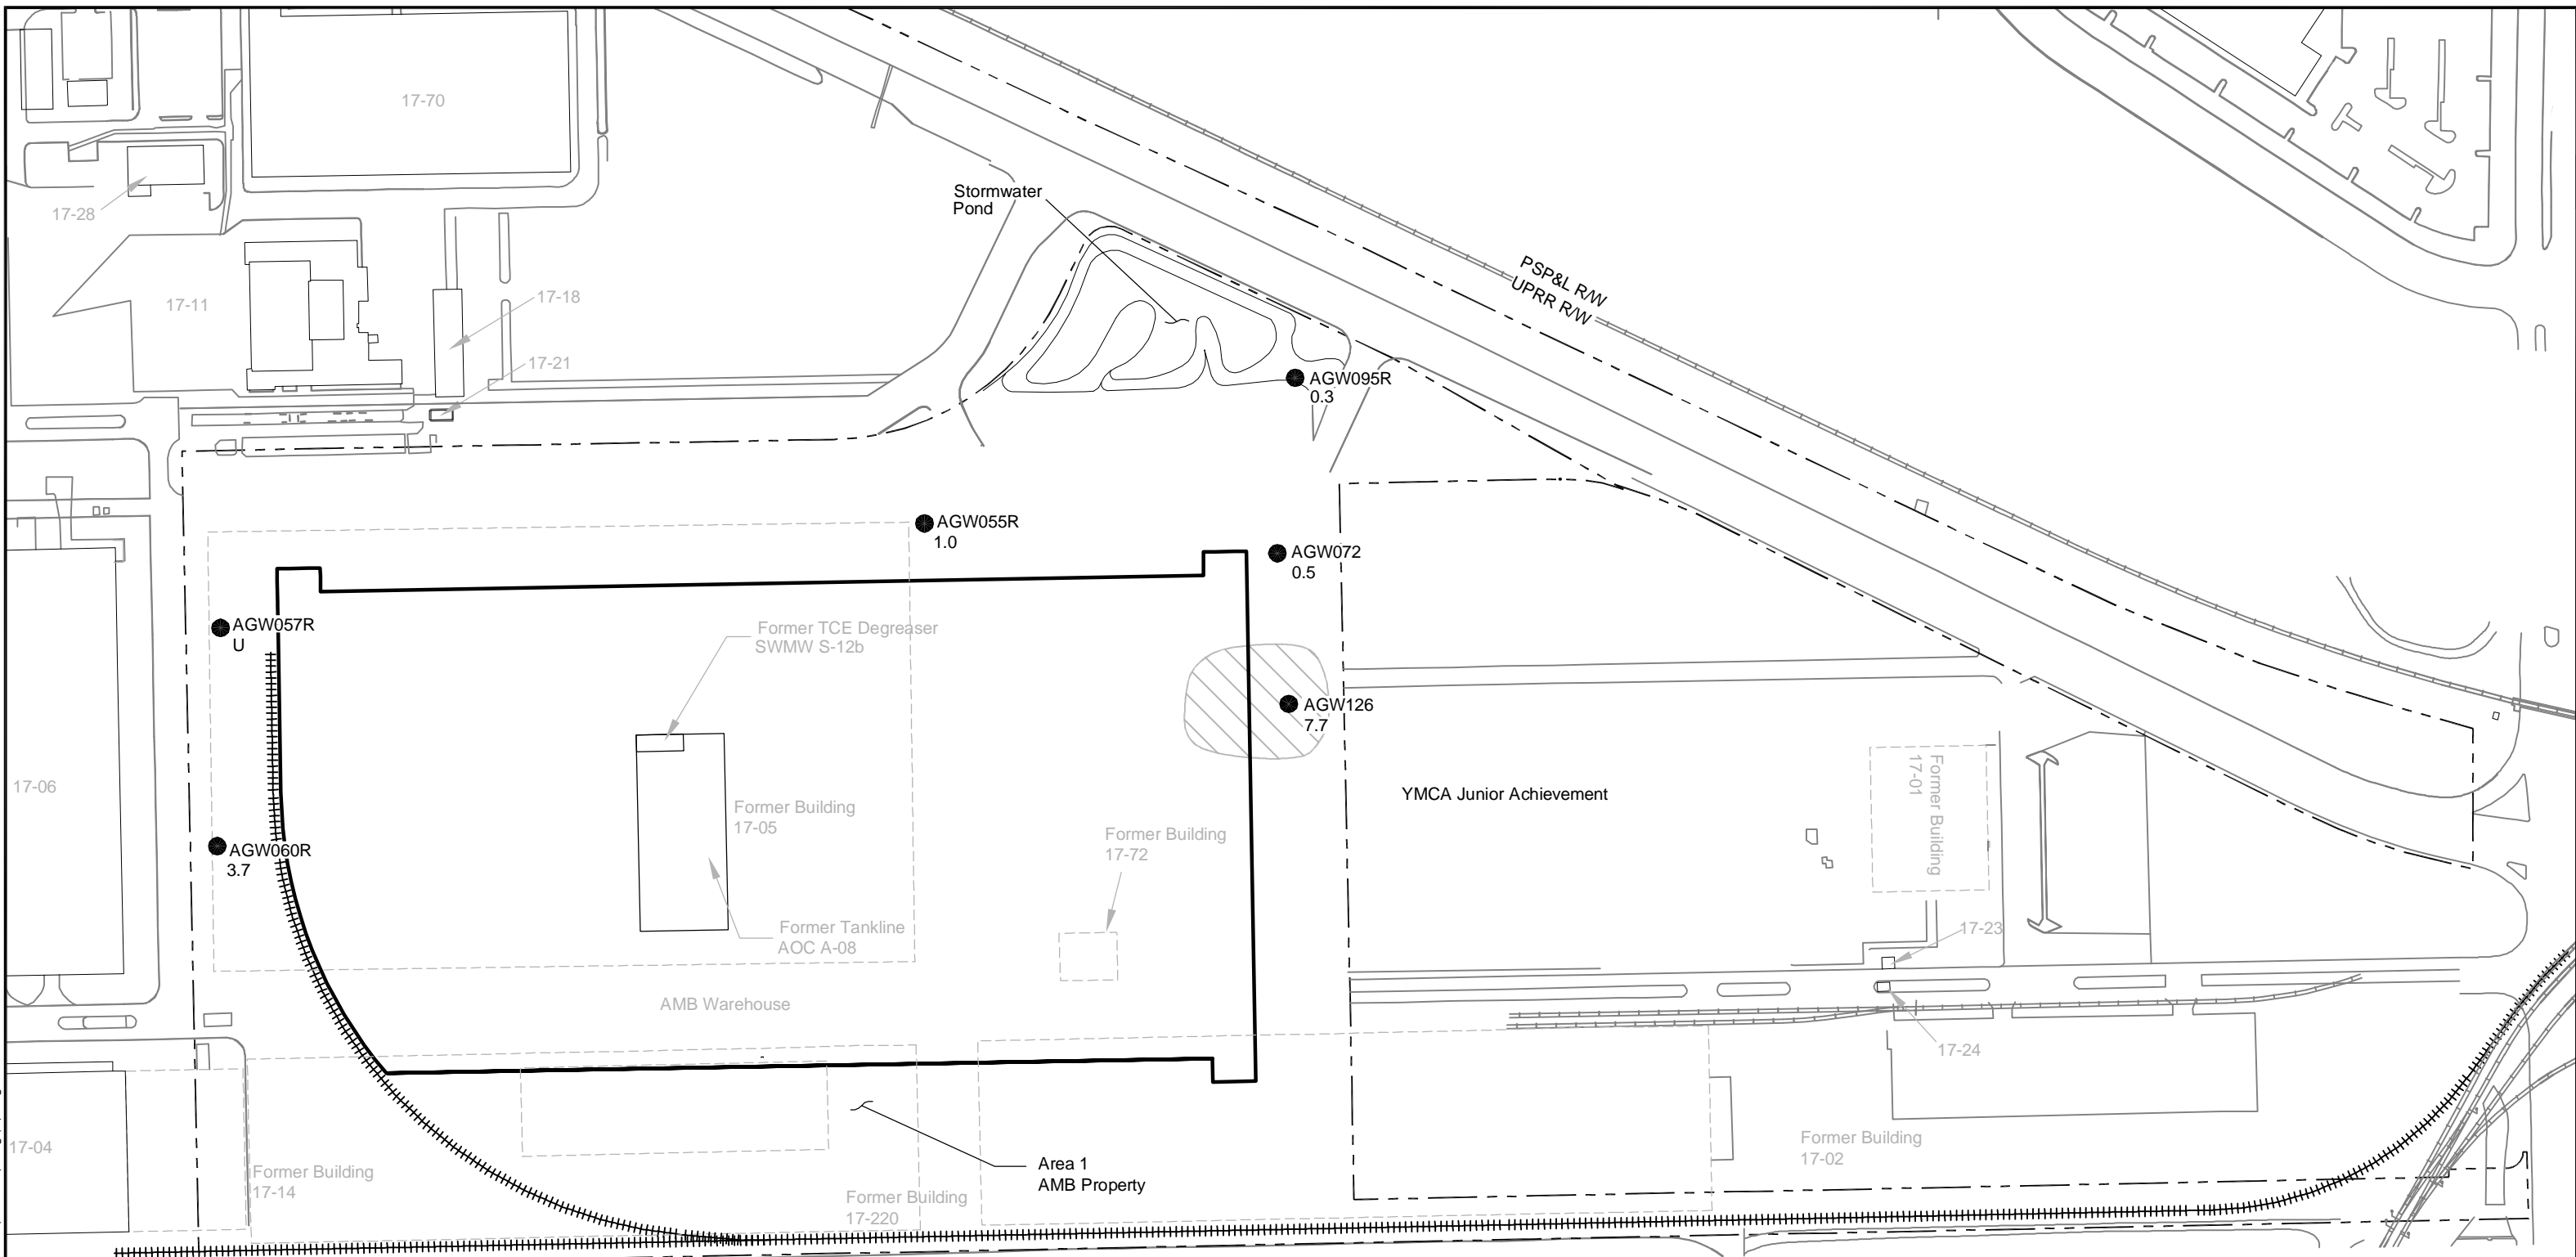 17-70
17-28
Stormwater
Pond
17-11
17-18
PSP&L R/W
UPRR R/W
17-21
AGW095R
0.3
AGW055R
1.0
AGW072
0.5
AGW057R
U
Former TCE Degreaser
SWMW S-12b
AGW126
7.7
17-06
Former Building
17-05
YMCA Junior Achievement
Former Building
17-01
Former Building
17-72
AGW060R
3.7
Former Tankline
AOC A-08
17-23
AMB Warehouse
17-24
17-04
Former Building
17-14
Area 1
AMB Property
Former Building
17-220
Former Building
17-02